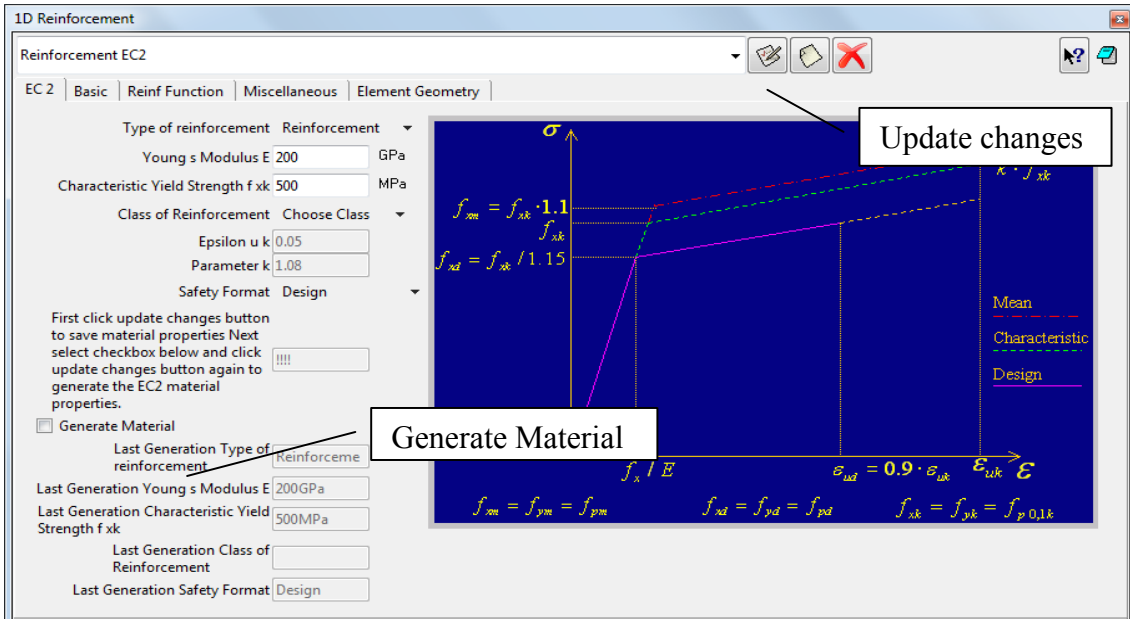 1D Reinforcement
Reinforcement EC2
EC 2 Basic Reinf Function Miscellaneous Element Geometry
Type of reinforcement Reinforcement
Young s Modulus E 200 GPa
Characteristic Yield Strength f xk 500 MPa
Class of Reinforcement Choose Class
Epsilon u k 0.05
Parameter k 1.08
Safety Format Design
First click update changes button
to save material properties Next
select checkbox below and click
update changes button again to
generate the EC2 material
properties.
!!!!
Generate Material
Last Generation Type of
reinforcement
Reinforceme
Last Generation Young s Modulus E 200GPa
Last Generation Characteristic Yield
Strength f xk
500MPa
Last Generation Class of
Reinforcement
Last Generation Safety Format Design
Update changes
Generate Material
σ
k · f_xk
f_xm = f_xk · 1.1
f_xk
f_xd = f_xk / 1.15
Mean
Characteristic
Design
f_x / E
ε_ud = 0.9 · ε_uk
ε_uk
ε
f_xm = f_ym = f_pm
f_xd = f_yd = f_pd
f_xk = f_yk = f_p 0,1k